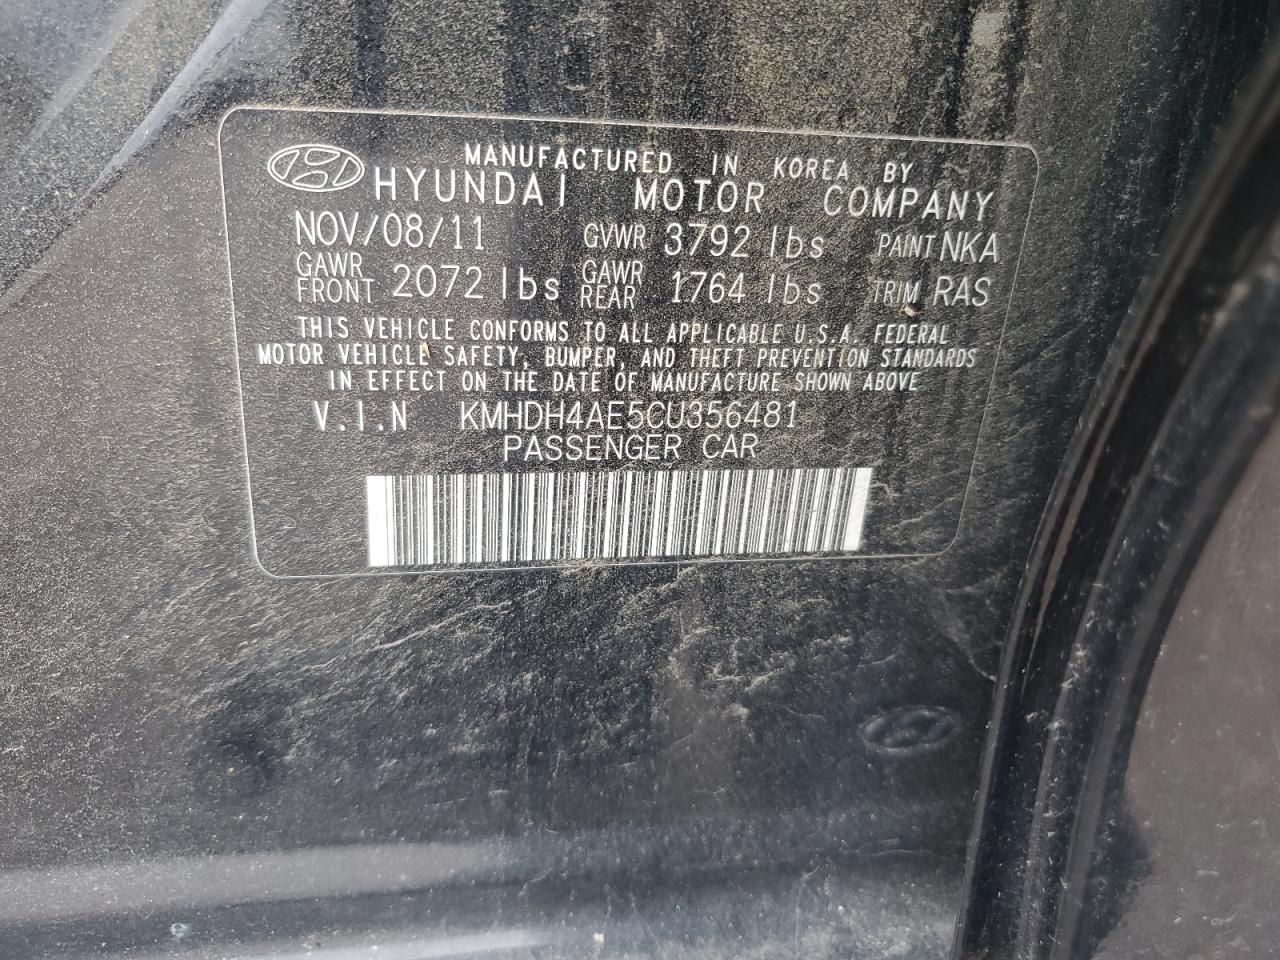 MANUFACTURED IN KOREA BY
HYUNDAI MOTOR COMPANY
NOV/08/11 GVWR 3792 lbs PAINT NKA
GAWR FRONT 2072 lbs GAWR REAR 1764 lbs TRIM RAS
THIS VEHICLE CONFORMS TO ALL APPLICABLE U.S.A. FEDERAL
MOTOR VEHICLE SAFETY, BUMPER, AND THEFT PREVENTION STANDARDS
IN EFFECT ON THE DATE OF MANUFACTURE SHOWN ABOVE
V.I.N KMHDH4AE5CU356481
PASSENGER CAR